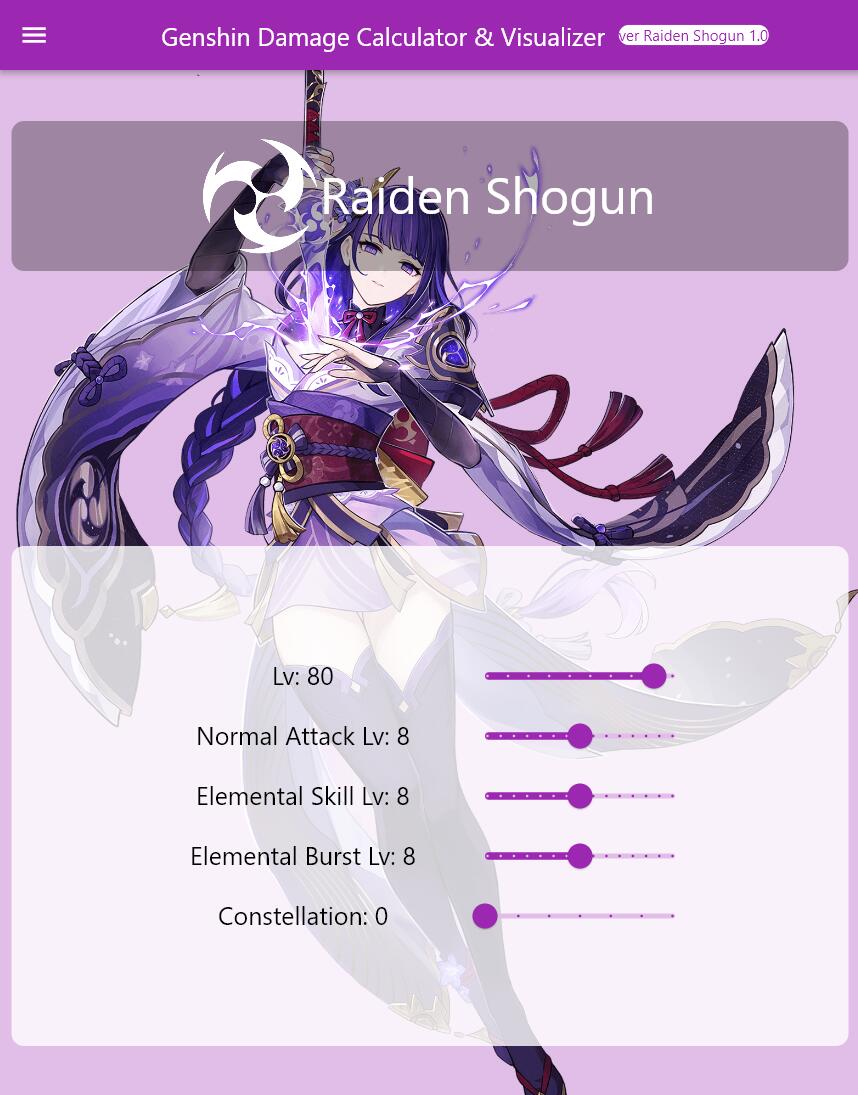 Genshin Damage Calculator & Visualizer ver Raiden Shogun 1.0
Raiden Shogun
Lv: 80
Normal Attack Lv: 8
Elemental Skill Lv: 8
Elemental Burst Lv: 8
Constellation: 0